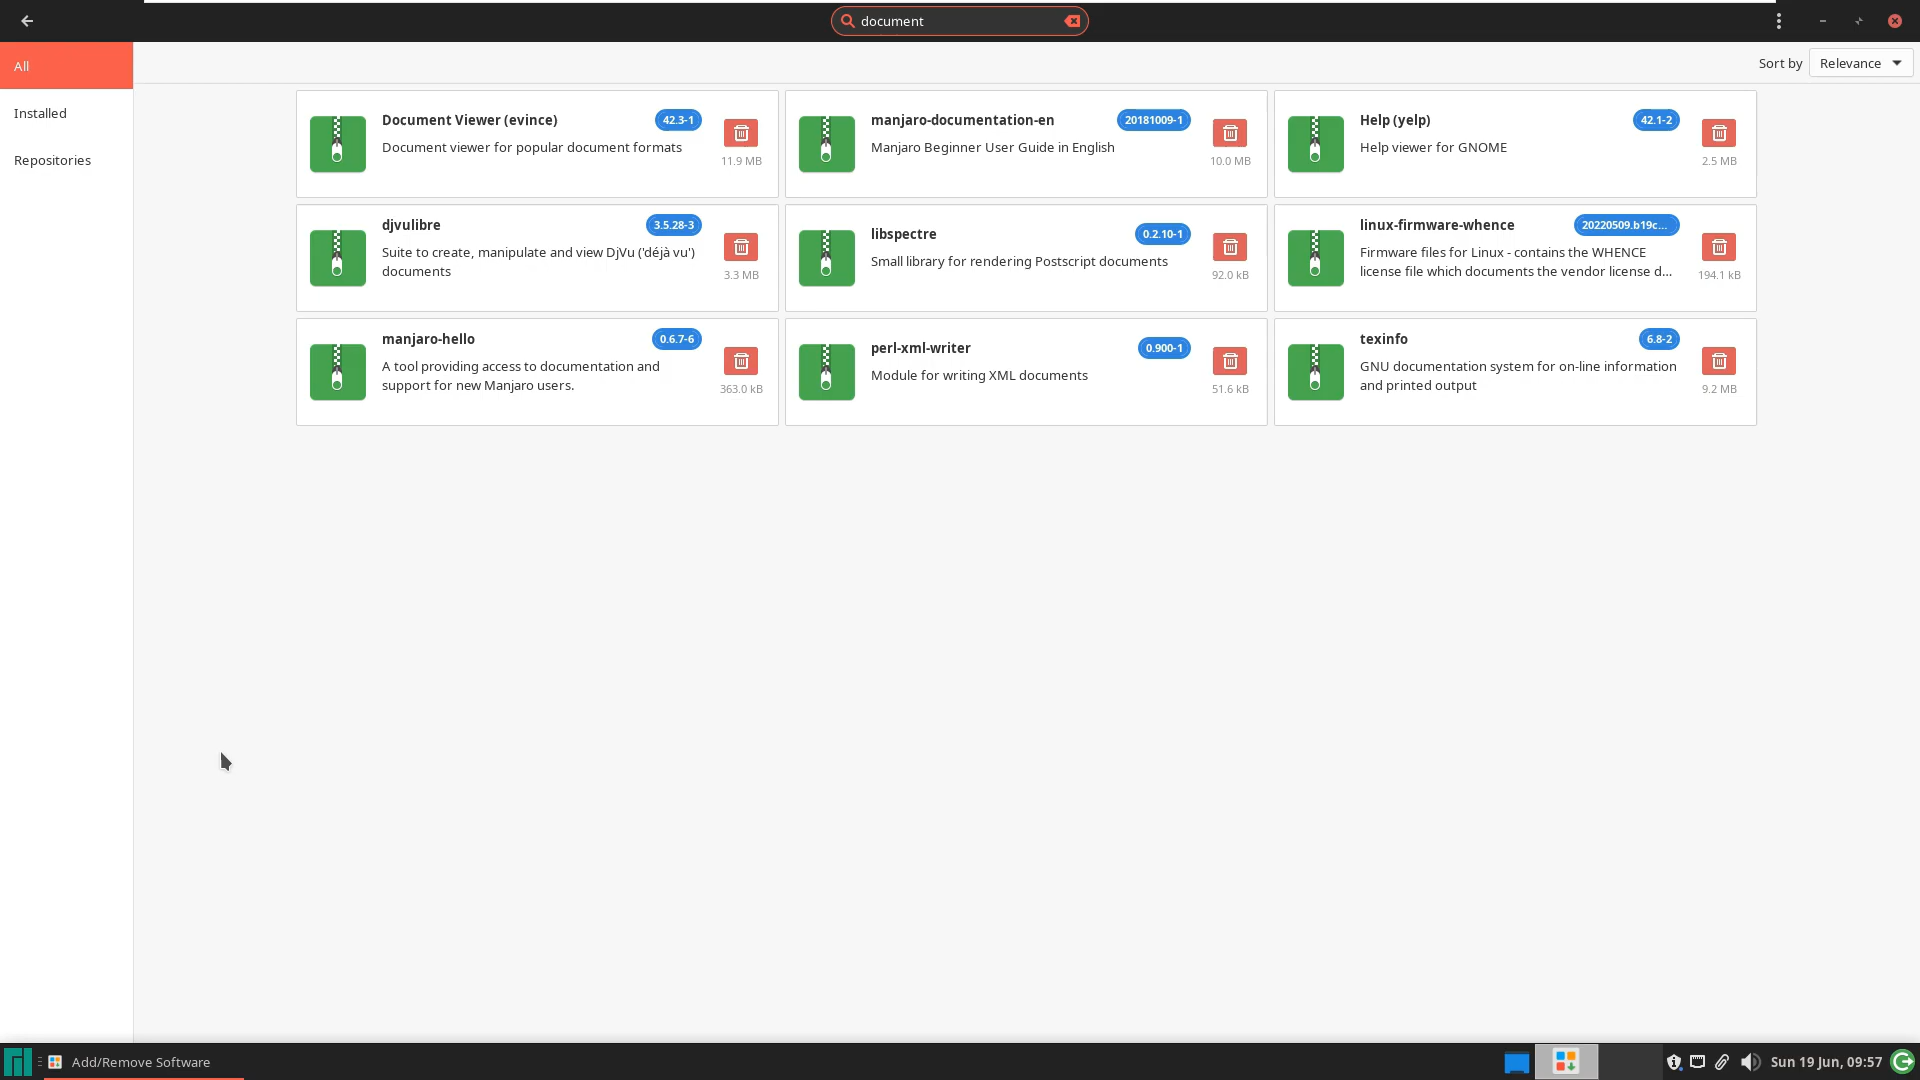 document
All
Installed
Repositories
Sort by Relevance
Document Viewer (evince) 42.3-1
Document viewer for popular document formats
11.9 MB
manjaro-documentation-en 20181009-1
Manjaro Beginner User Guide in English
10.0 MB
Help (yelp) 42.1-2
Help viewer for GNOME
2.5 MB
djvulibre 3.5.28-3
Suite to create, manipulate and view DjVu ('déjà vu')
documents
3.3 MB
libspectre 0.2.10-1
Small library for rendering Postscript documents
92.0 kB
linux-firmware-whence 20220509.b19c...
Firmware files for Linux - contains the WHENCE
license file which documents the vendor license d...
194.1 kB
manjaro-hello 0.6.7-6
A tool providing access to documentation and
support for new Manjaro users.
363.0 kB
perl-xml-writer 0.900-1
Module for writing XML documents
51.6 kB
texinfo 6.8-2
GNU documentation system for on-line information
and printed output
9.2 MB
Add/Remove Software
Sun 19 Jun, 09:57